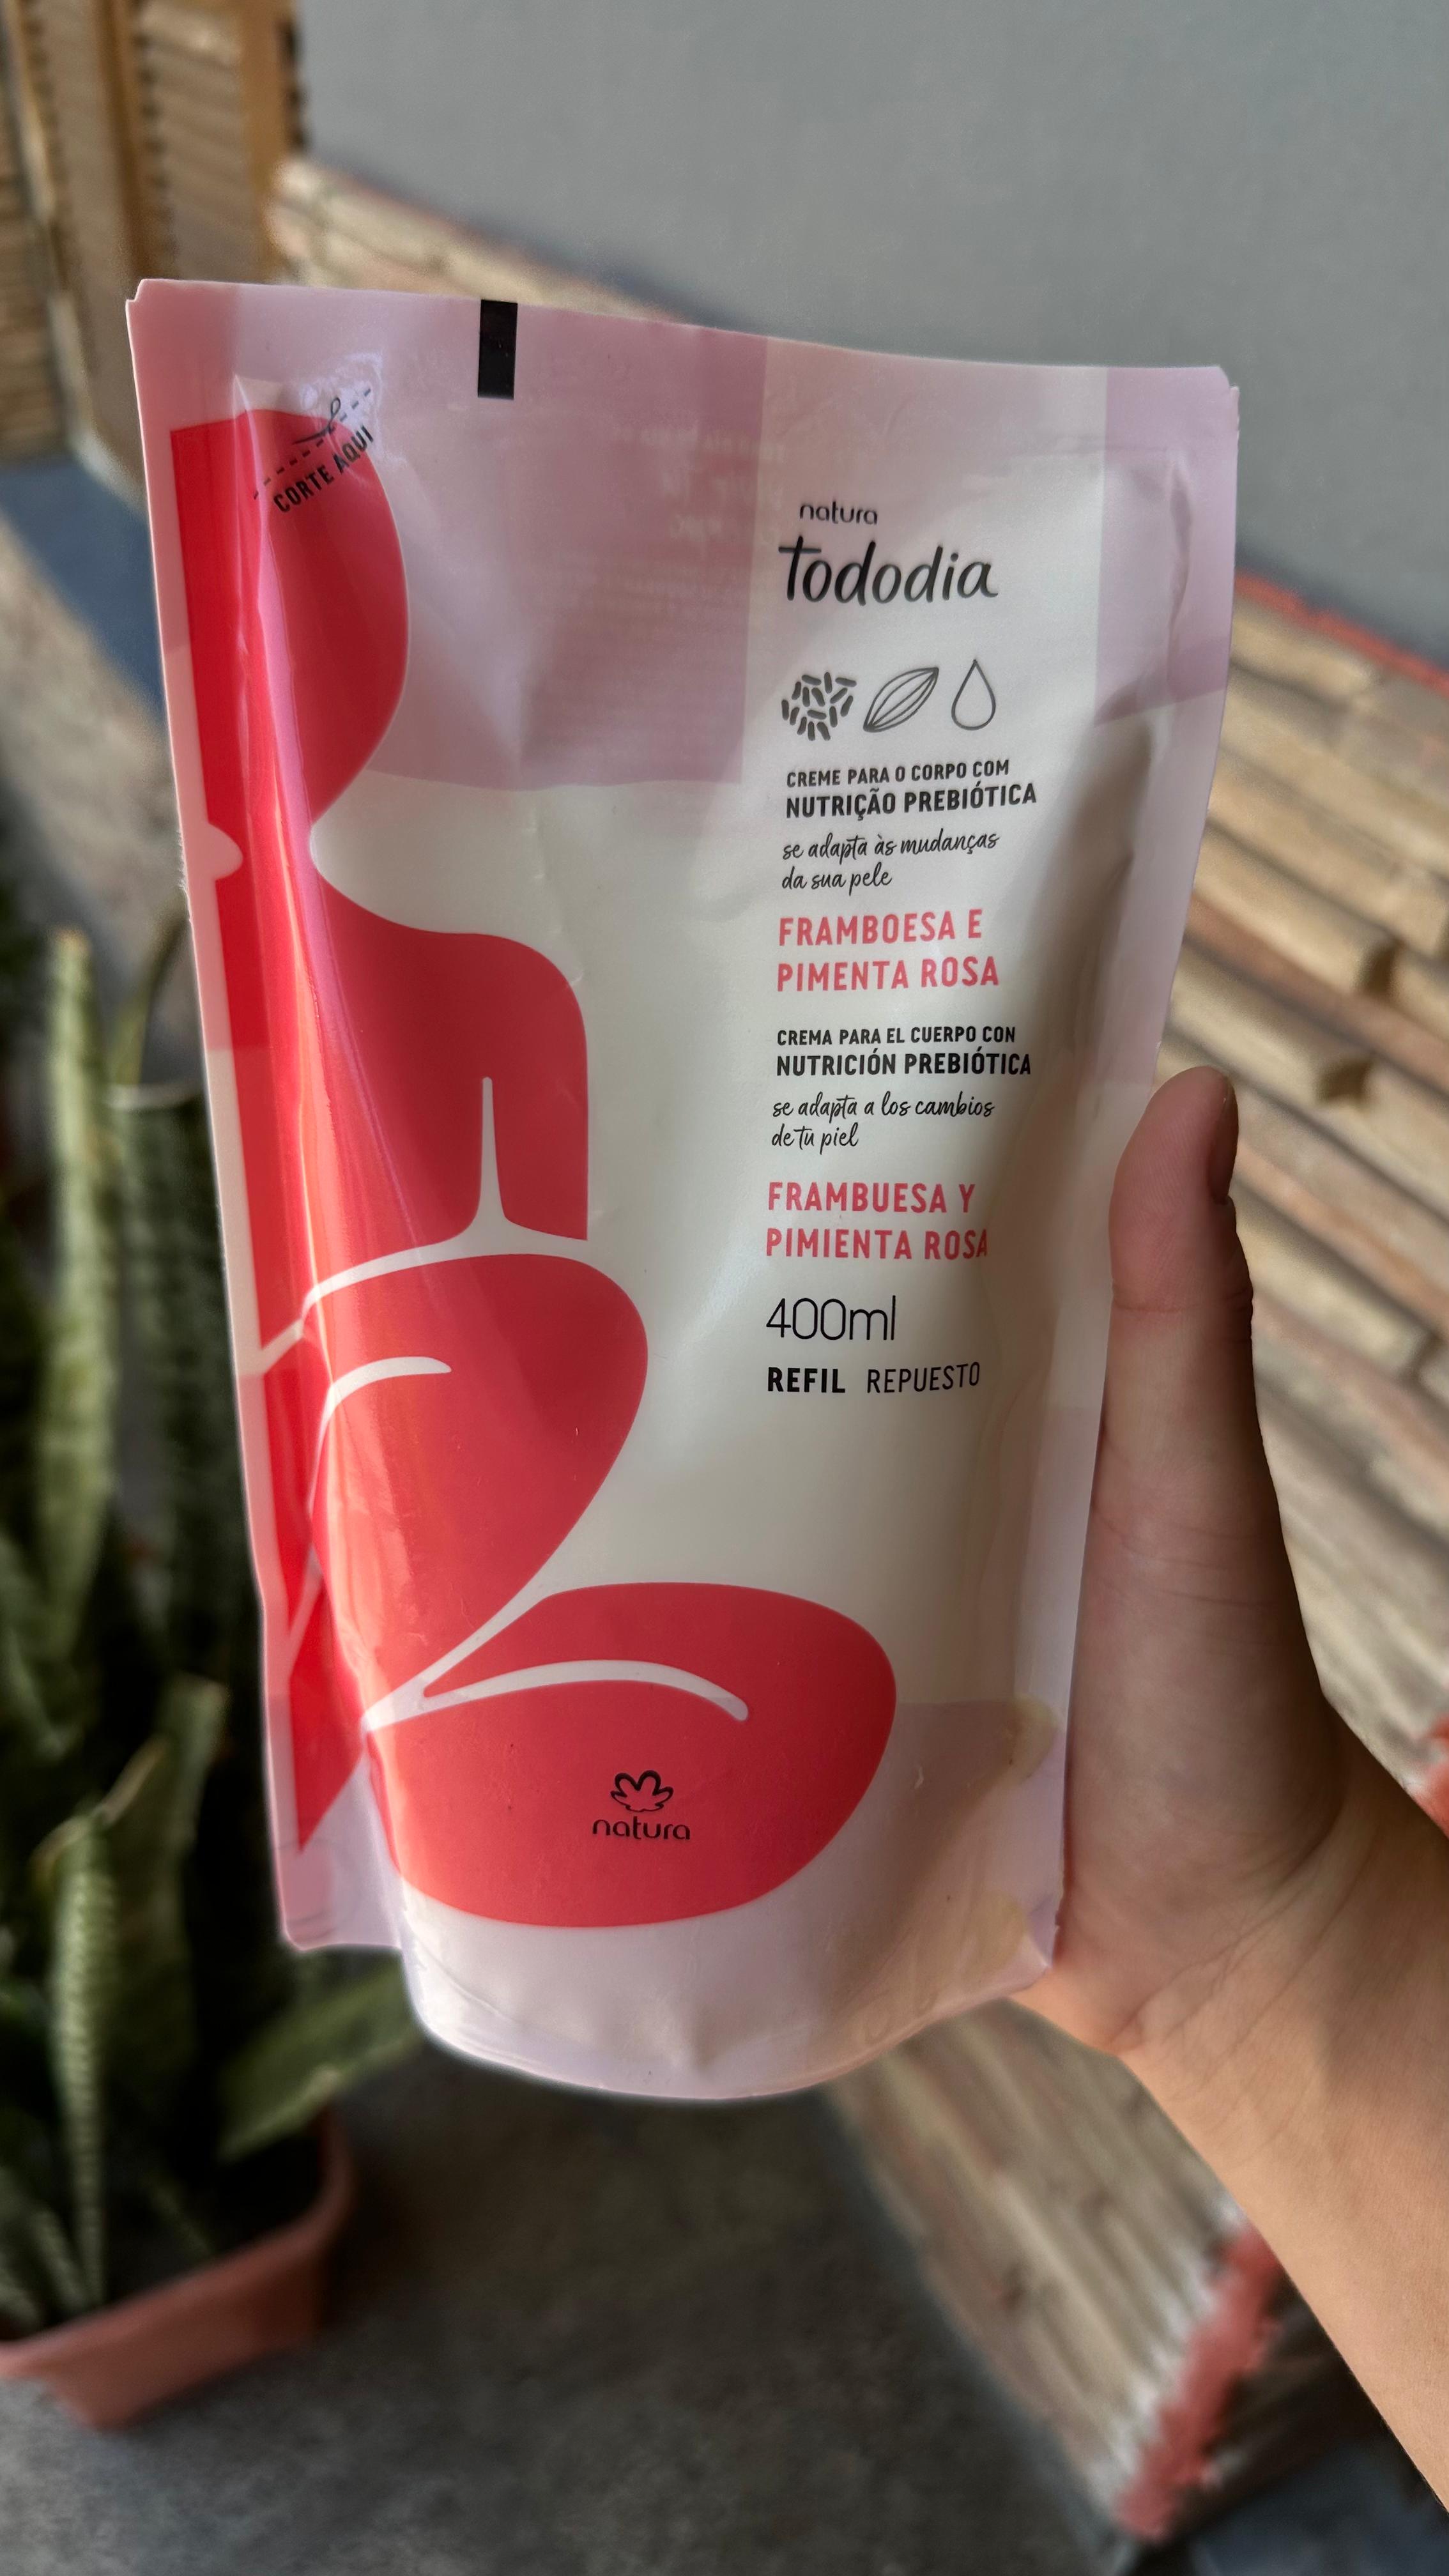 CORTE AQUI
natura
Tododia
CREME PARA O CORPO COM
NUTRIÇÃO PREBIÓTICA
se adapta às mudanças
da sua pele
FRAMBOESA E
PIMENTA ROSA
CREMA PARA EL CUERPO CON
NUTRICIÓN PREBIÓTICA
se adapta a los cambios
de tu piel
FRAMBUESA Y
PIMIENTA ROSA
400ml
REFIL REPUESTO
natura